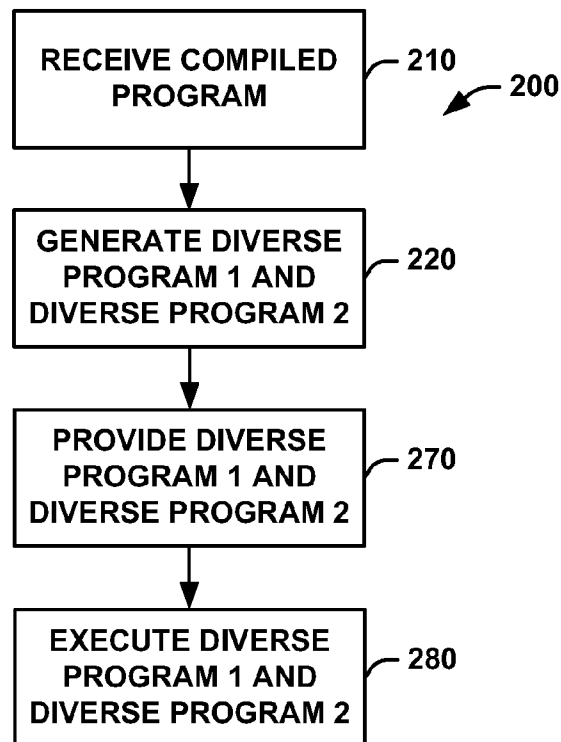 RECEIVE COMPILED
PROGRAM
210
200
GENERATE DIVERSE
PROGRAM 1 AND
DIVERSE PROGRAM 2
220
PROVIDE DIVERSE
PROGRAM 1 AND
DIVERSE PROGRAM 2
270
EXECUTE DIVERSE
PROGRAM 1 AND
DIVERSE PROGRAM 2
280